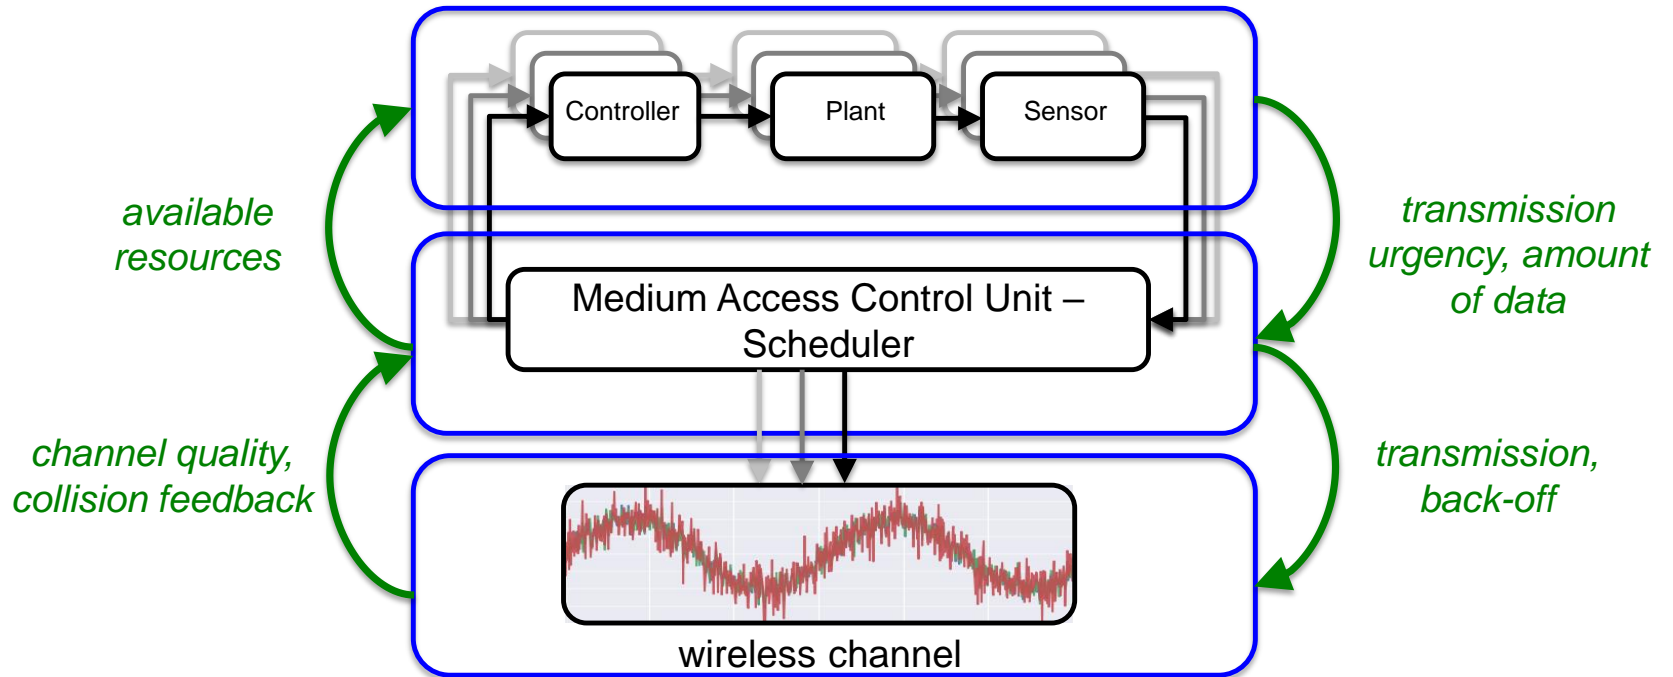 Controller
Plant
Sensor
available
resources
transmission
urgency, amount
of data
Medium Access Control Unit –
Scheduler
channel quality,
collision feedback
transmission,
back-off
wireless channel